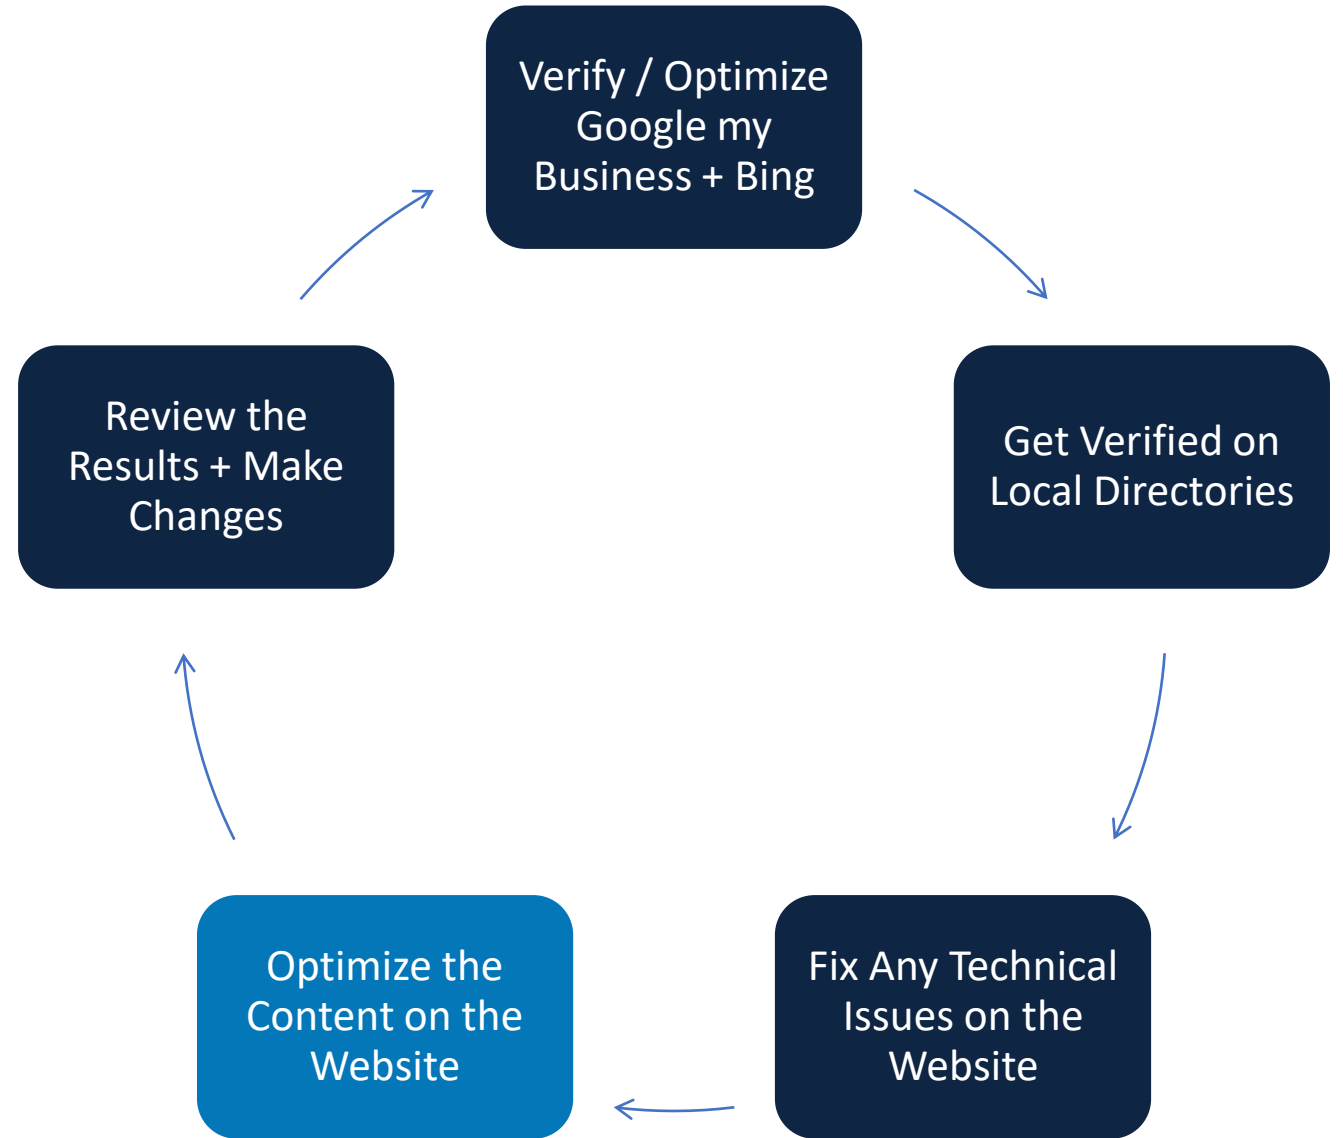 Verify / Optimize
Google my
Business + Bing
Get Verified on
Local Directories
Fix Any Technical
Issues on the
Website
Optimize the
Content on the
Website
Review the
Results + Make
Changes